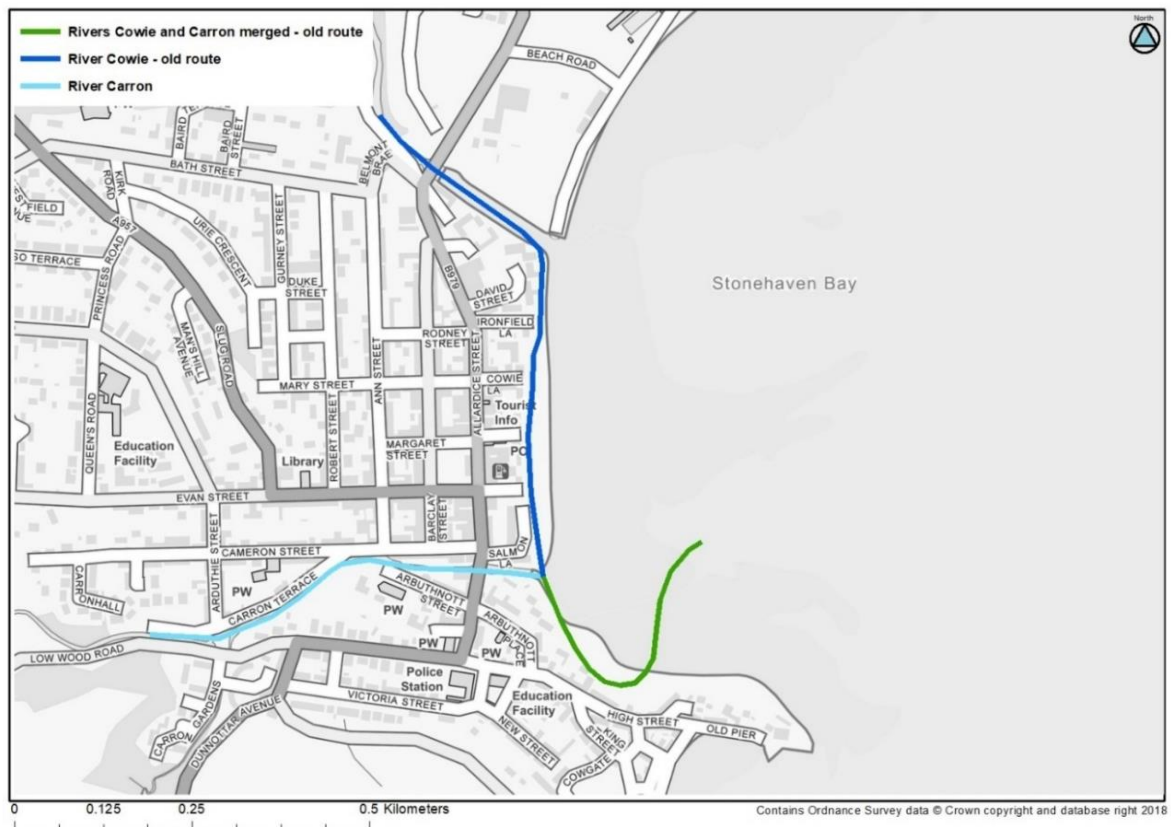 Rivers Cowie and Carron merged - old route
River Cowie - old route
River Carron
North
BEACH ROAD
BAIRD
BAIRD
STREET
BELMONT
BRAE
BATH STREET
KIRK
ROAD
FIELD
A957
URIE CRESCENT
GURNEY STREET
PRINCESS ROAD
Stonehaven Bay
B979
DUKE
STREET
DAVID
STREET
IRONFIELD
LA
RODNEY
STREET
MAN'S HILL
AVENUE
SLUG ROAD
ANN STREET
ALLARDICE STREET
MARY STREET
COWIE
LA
Tourist
Info
QUEEN'S ROAD
Education
Facility
ROBERT STREET
MARGARET
STREET
PO
Library
EVAN STREET
BARCLAY
STREET
ARDUTHIE STREET
CAMERON STREET
SALMON
LA
CARRONHALL
PW
CARRON TERRACE
ARBUTHNOTT
STREET
PW
ARBUTHNOTT
PLACE
PW
PW
LOW WOOD ROAD
Police
Station
VICTORIA STREET
Education
Facility
CARRON GARDENS
DUNNOTTAR AVENUE
NEW STREET
HIGH STREET
OLD PIER
KING
STREET
COWGATE
0 0.125 0.25 0.5 Kilometers
Contains Ordnance Survey data © Crown copyright and database right 2018